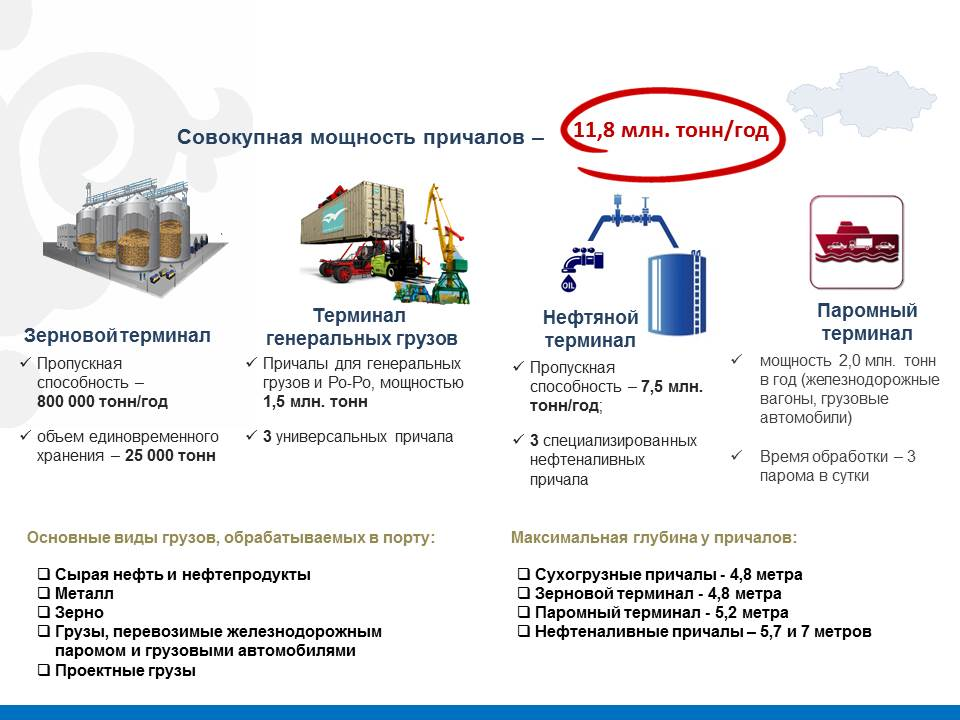 Совокупная мощность причалов –
11,8 млн. тонн/год
OIL
Зерновой терминал
✓ Пропускная
способность –
800 000 тонн/год
✓ объем единовременного
хранения – 25 000 тонн
Терминал
генеральных грузов
✓ Причалы для генеральных
грузов и Ро-Ро, мощностью
1,5 млн. тонн
✓ 3 универсальных причала
Нефтяной
терминал
✓ Пропускная
способность – 7,5 млн.
тонн/год;
✓ 3 специализированных
нефтеналивных
причала
Паромный
терминал
✓ мощность 2,0 млн. тонн
в год (железнодорожные
вагоны, грузовые
автомобили)
✓ Время обработки – 3
парома в сутки
Основные виды грузов, обрабатываемых в порту:
❑ Сырая нефть и нефтепродукты
❑ Металл
❑ Зерно
❑ Грузы, перевозимые железнодорожным
паромом и грузовыми автомобилями
❑ Проектные грузы
Максимальная глубина у причалов:
❑ Сухогрузные причалы - 4,8 метра
❑ Зерновой терминал - 4,8 метра
❑ Паромный терминал - 5,2 метра
❑ Нефтеналивные причалы – 5,7 и 7 метров